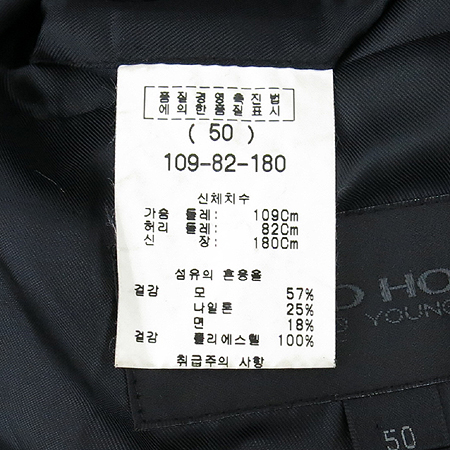 품질경영촉진법
에의한품질표시
( 50 )
109-82-180
신체치수
가슴 둘레: 109Cm
허리 둘레: 82Cm
신 장: 180Cm
섬유의 혼용율
겉감 모 57%
나일론 25%
면 18%
겉감 폴리에스텔 100%
취급주의 사항
O HO
G YOUNG
50